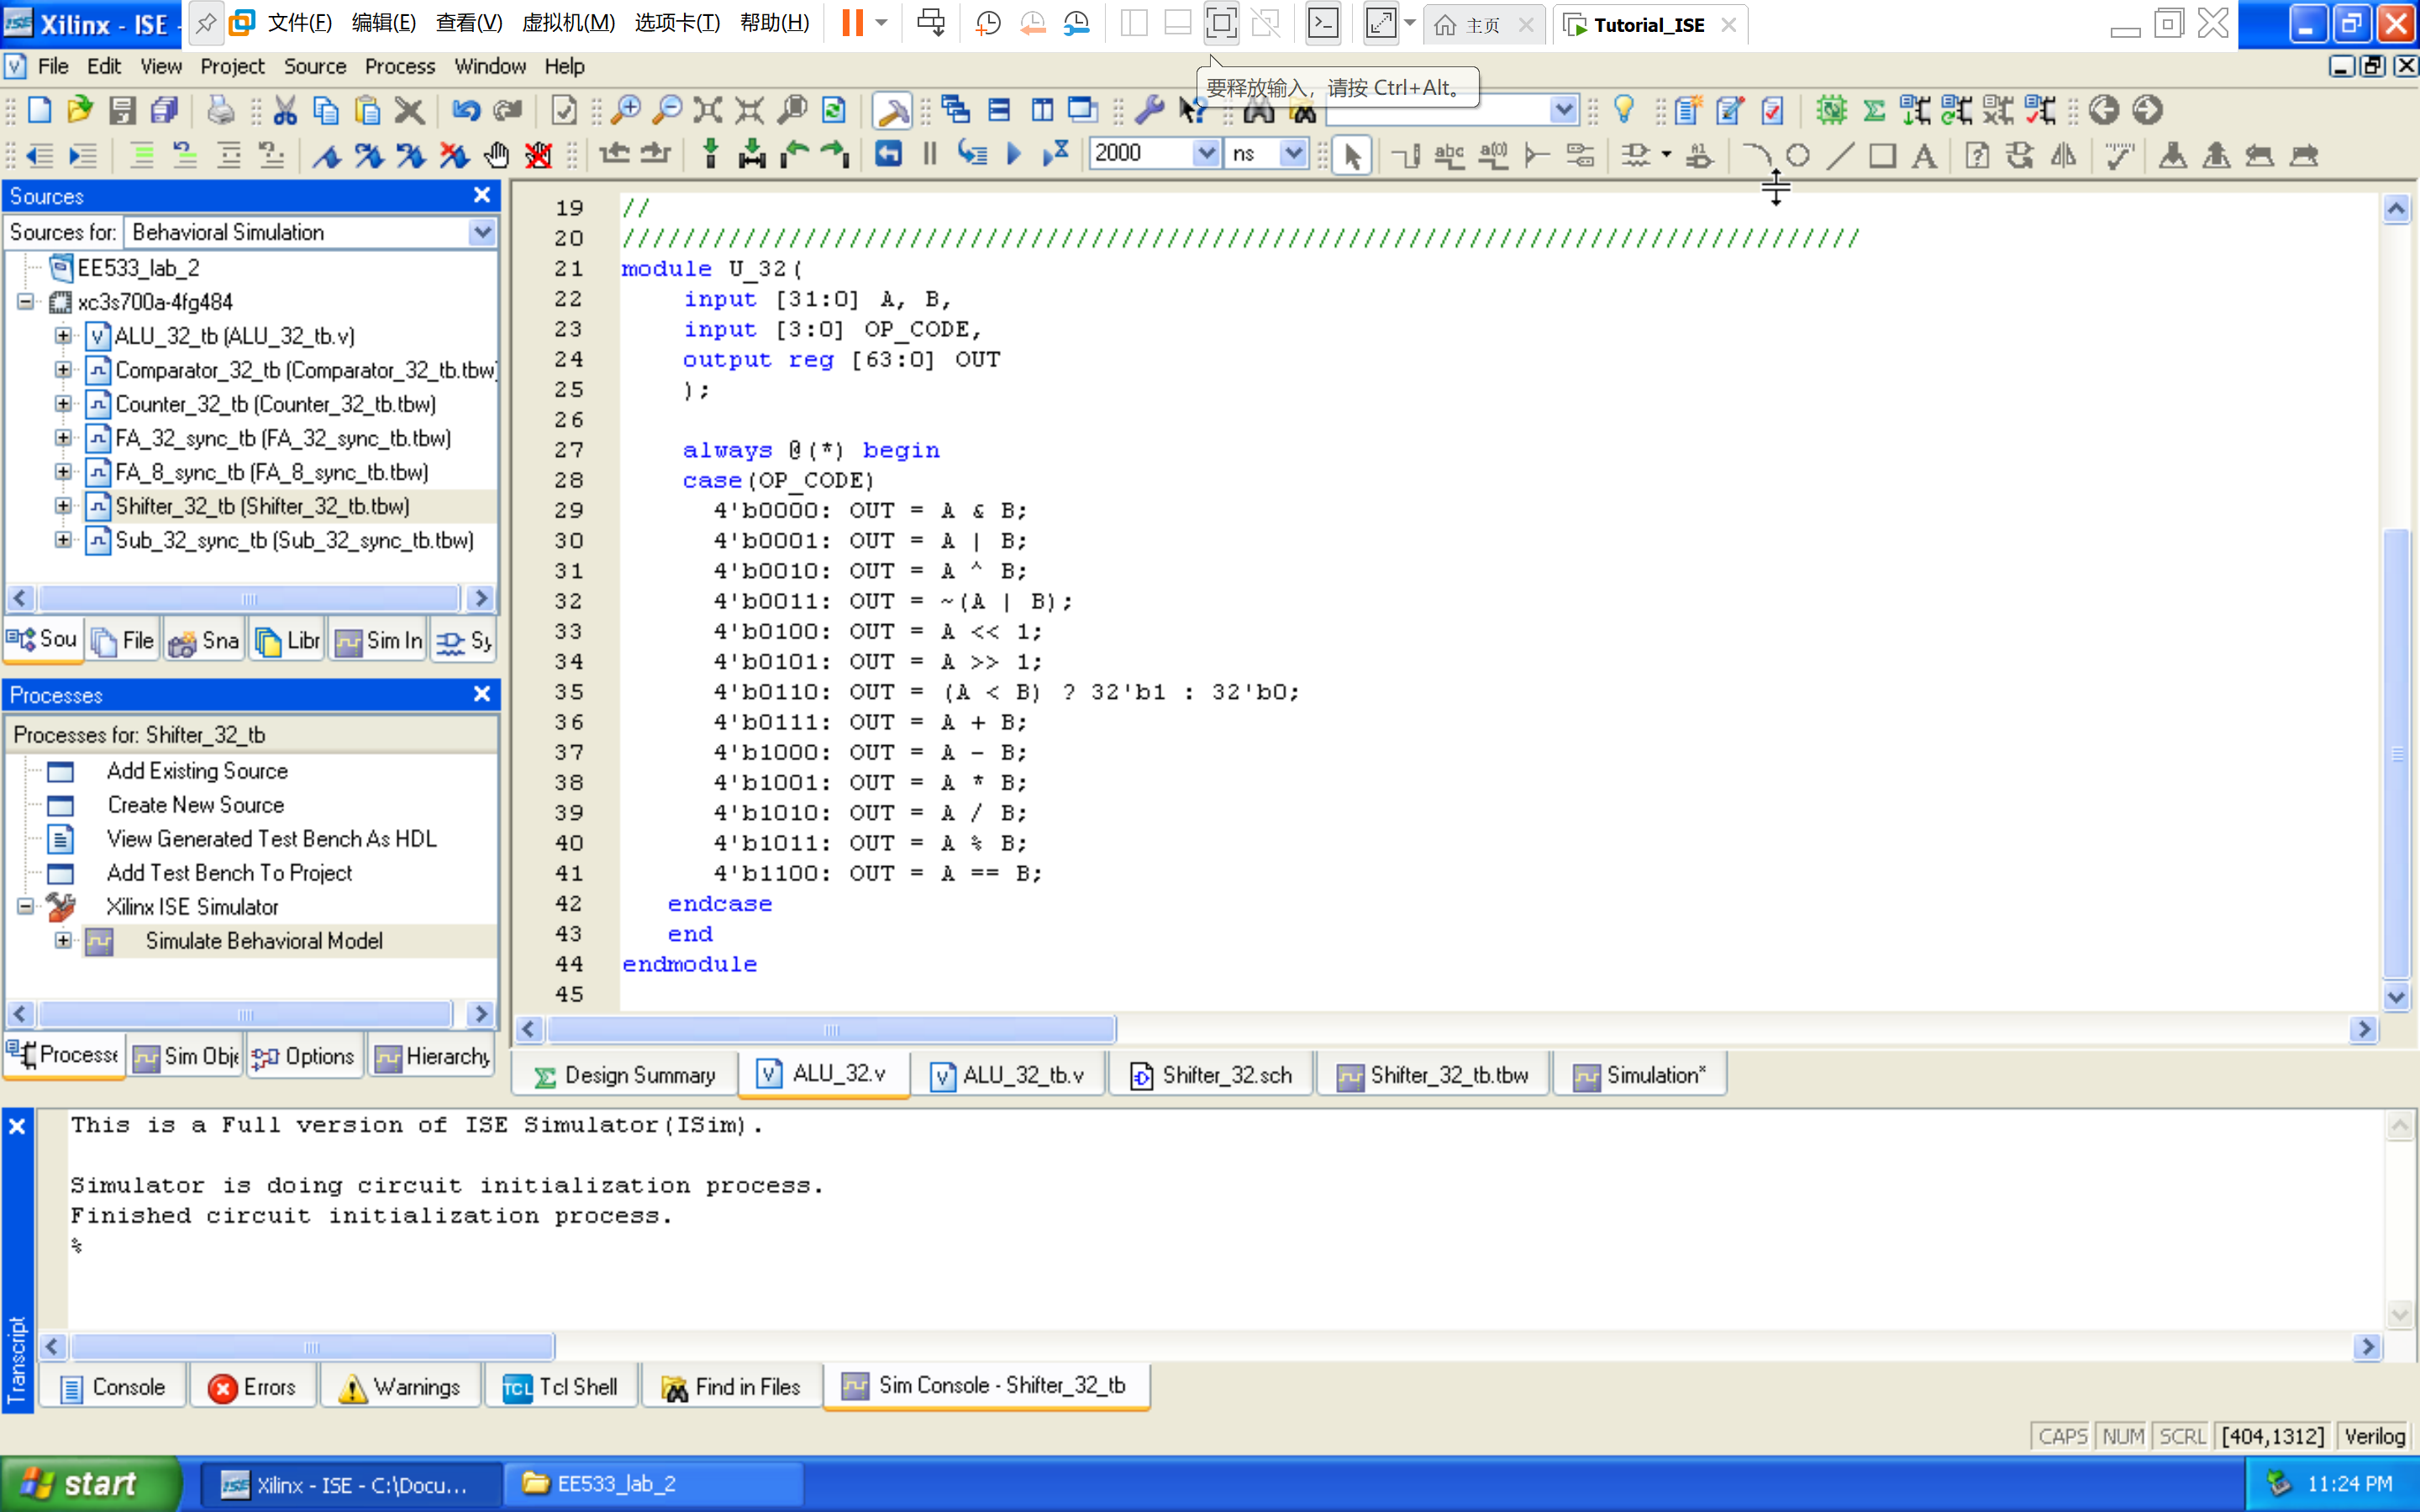 Xilinx - ISE -
文件(F) 编辑(E) 查看(V) 虚拟机(M) 选项卡(T) 帮助(H)
主页
Tutorial_ISE
File Edit View Project Source Process Window Help
要释放输入，请按 Ctrl+Alt。
2000 ns
Sources
Sources for: Behavioral Simulation
EE533_lab_2
xc3s700a-4fg484
ALU_32_tb (ALU_32_tb.v)
Comparator_32_tb (Comparator_32_tb.tbw)
Counter_32_tb (Counter_32_tb.tbw)
FA_32_sync_tb (FA_32_sync_tb.tbw)
FA_8_sync_tb (FA_8_sync_tb.tbw)
Shifter_32_tb (Shifter_32_tb.tbw)
Sub_32_sync_tb (Sub_32_sync_tb.tbw)
Sou File Sna Libr Sim In Sy
Processes
Processes for: Shifter_32_tb
Add Existing Source
Create New Source
View Generated Test Bench As HDL
Add Test Bench To Project
Xilinx ISE Simulator
Simulate Behavioral Model
Processe Sim Obje Options Hierarchy
19 //
20 ////////////////////////////////////////////////////////////////////////////////
21 module U_32(
22 input [31:0] A, B,
23 input [3:0] OP_CODE,
24 output reg [63:0] OUT
25 );
26
27 always @(*) begin
28 case(OP_CODE)
29 4'b0000: OUT = A & B;
30 4'b0001: OUT = A | B;
31 4'b0010: OUT = A ^ B;
32 4'b0011: OUT = ~(A | B);
33 4'b0100: OUT = A << 1;
34 4'b0101: OUT = A >> 1;
35 4'b0110: OUT = (A < B) ? 32'b1 : 32'b0;
36 4'b0111: OUT = A + B;
37 4'b1000: OUT = A - B;
38 4'b1001: OUT = A * B;
39 4'b1010: OUT = A / B;
40 4'b1011: OUT = A % B;
41 4'b1100: OUT = A == B;
42 endcase
43 end
44 endmodule
45
Design Summary ALU_32.v ALU_32_tb.v Shifter_32.sch Shifter_32_tb.tbw Simulation*
This is a Full version of ISE Simulator(ISim).
Simulator is doing circuit initialization process.
Finished circuit initialization process.
%
Transcript
Console Errors Warnings Tcl Shell Find in Files Sim Console - Shifter_32_tb
CAPS NUM SCRL [404,1312] Verilog
start
Xilinx - ISE - C:\Docu...
EE533_lab_2
11:24 PM